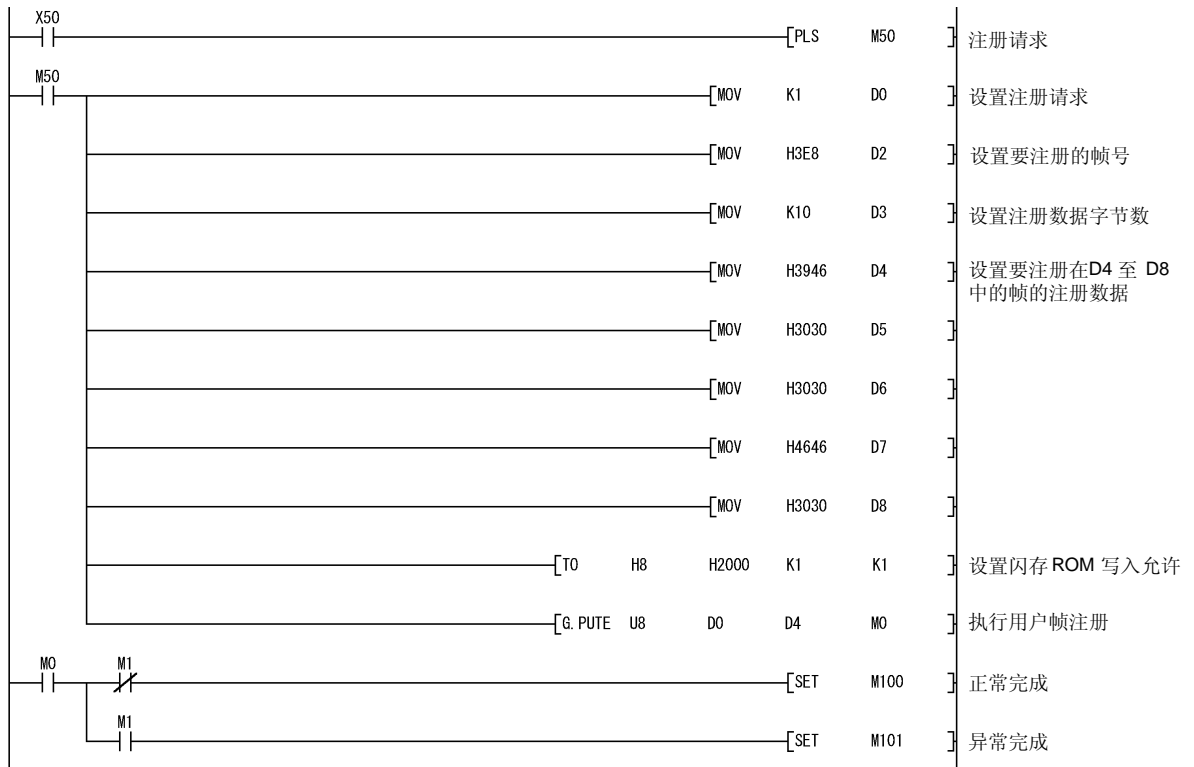 X50
[PLS M50 ] 注册请求
M50
[MOV K1 D0 ] 设置注册请求
[MOV H3E8 D2 ] 设置要注册的帧号
[MOV K10 D3 ] 设置注册数据字节数
[MOV H3946 D4 ] 设置要注册在D4 至 D8
中的帧的注册数据
[MOV H3030 D5 ]
[MOV H3030 D6 ]
[MOV H4646 D7 ]
[MOV H3030 D8 ]
[TO H8 H2000 K1 K1 ] 设置闪存 ROM 写入允许
[G.PUTE U8 D0 D4 M0 ] 执行用户帧注册
M0 M1
[SET M100 ] 正常完成
M1
[SET M101 ] 异常完成